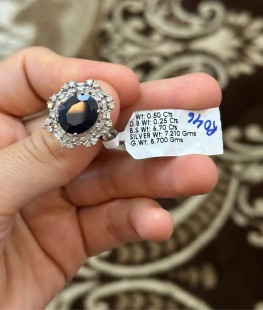 Wt: 0.50 Cts
D.B Wt: 0.25 Cts
B.S Wt: 6.70 Cts
SILVER Wt: 7.210 Gms
G.Wt: 8.700 Gms